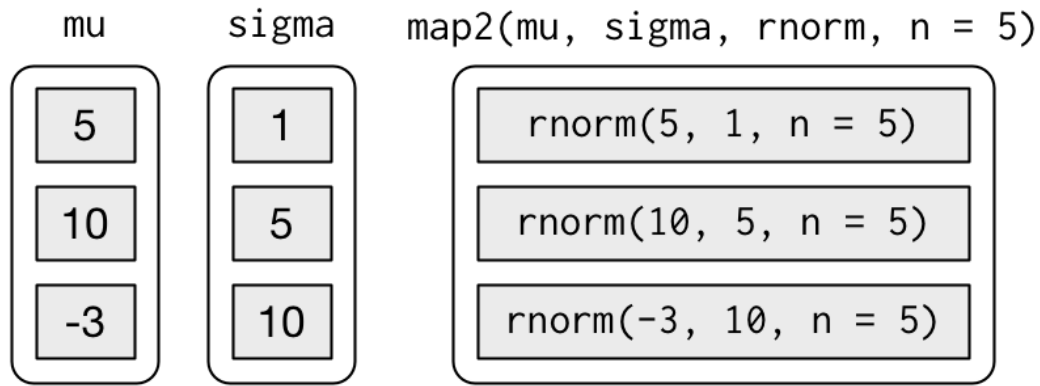 mu sigma map2(mu, sigma, rnorm, n = 5)
5 1 rnorm(5, 1, n = 5)
10 5 rnorm(10, 5, n = 5)
-3 10 rnorm(-3, 10, n = 5)